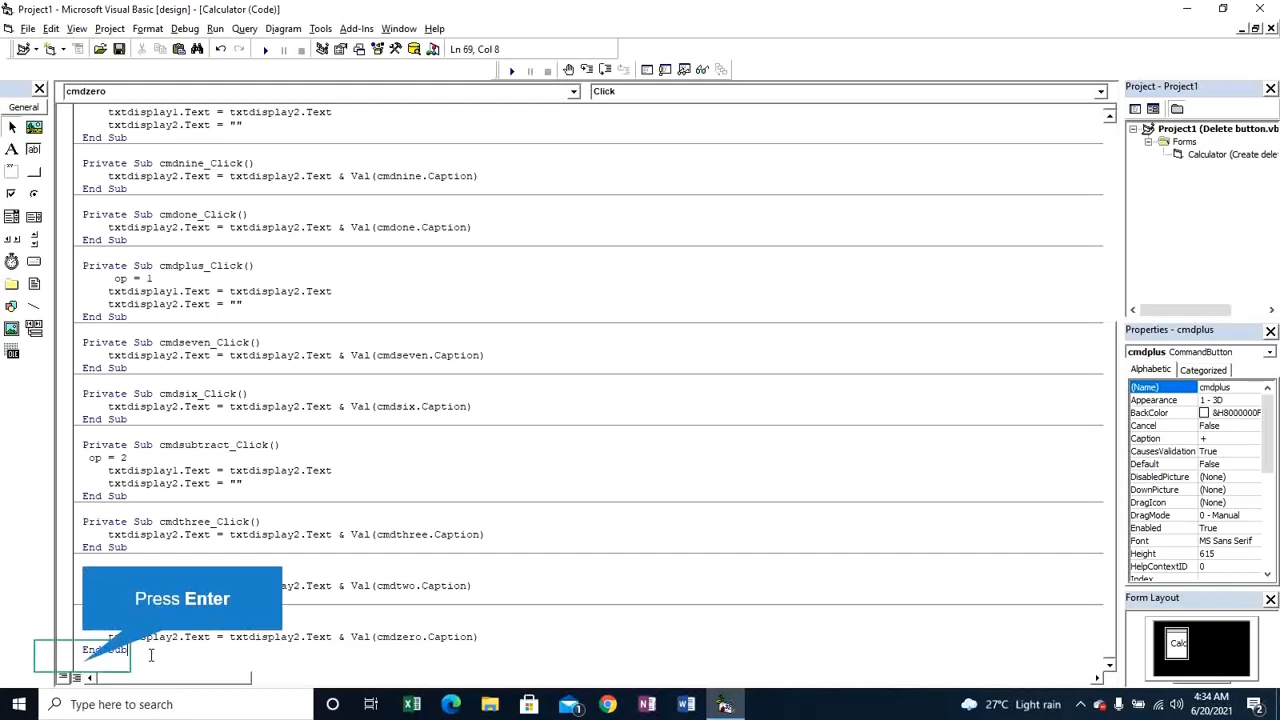 Project1 - Microsoft Visual Basic [design] - [Calculator (Code)]
File Edit View Project Format Debug Run Query Diagram Tools Add-Ins Window Help
Ln 69, Col 8
General
cmdzero
Click
txtdisplay1.Text = txtdisplay2.Text
txtdisplay2.Text = ""
End Sub
Private Sub cmdnine_Click()
txtdisplay2.Text = txtdisplay2.Text & Val(cmdnine.Caption)
End Sub
Private Sub cmdone_Click()
txtdisplay2.Text = txtdisplay2.Text & Val(cmdone.Caption)
End Sub
Private Sub cmdplus_Click()
op = 1
txtdisplay1.Text = txtdisplay2.Text
txtdisplay2.Text = ""
End Sub
Private Sub cmdseven_Click()
txtdisplay2.Text = txtdisplay2.Text & Val(cmdseven.Caption)
End Sub
Private Sub cmdsix_Click()
txtdisplay2.Text = txtdisplay2.Text & Val(cmdsix.Caption)
End Sub
Private Sub cmdsubtract_Click()
op = 2
txtdisplay1.Text = txtdisplay2.Text
txtdisplay2.Text = ""
End Sub
Private Sub cmdthree_Click()
txtdisplay2.Text = txtdisplay2.Text & Val(cmdthree.Caption)
End Sub
lay2.Text & Val(cmdtwo.Caption)
Press Enter
display2.Text = txtdisplay2.Text & Val(cmdzero.Caption)
End Sub
Project - Project1
Project1 (Delete button.vb
Forms
Calculator (Create dele
Properties - cmdplus
cmdplus CommandButton
Alphabetic Categorized
(Name) cmdplus
Appearance 1 - 3D
BackColor &H8000000F
Cancel False
Caption +
CausesValidation True
Default False
DisabledPicture (None)
DownPicture (None)
DragIcon (None)
DragMode 0 - Manual
Enabled True
Font MS Sans Serif
Height 615
HelpContextID 0
Index
Form Layout
Calc
Type here to search
27°C Light rain
4:34 AM
6/20/2021